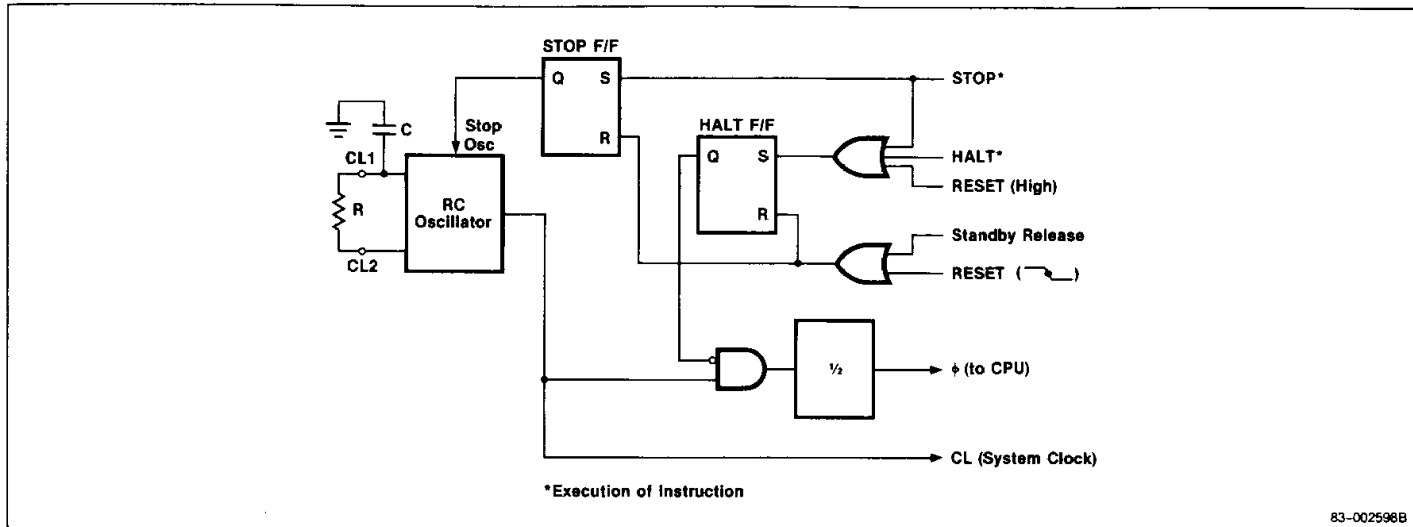 STOP F/F
Q S
R
STOP*
HALT F/F
Q S
R
HALT*
RESET (High)
C
Stop
Osc
CL1
R
RC
Oscillator
CL2
Standby Release
RESET ( )
½
ϕ (to CPU)
CL (System Clock)
*Execution of Instruction
83-002598B